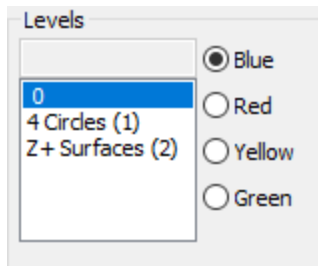 Levels
Blue
0
Red
4 Circles (1)
Z+ Surfaces (2)
Yellow
Green